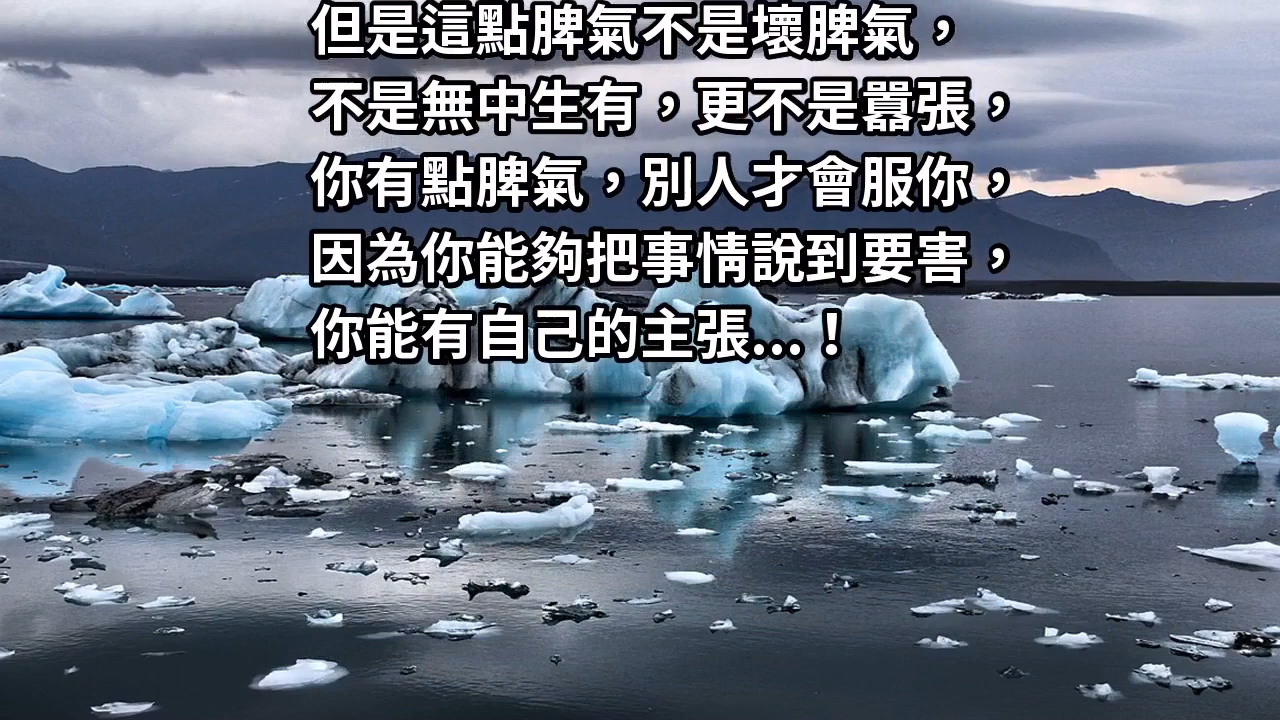 但是這點脾氣不是壞脾氣，
不是無中生有，更不是囂張，
你有點脾氣，別人才會服你，
因為你能夠把事情說到要害，
你能有自己的主張...！